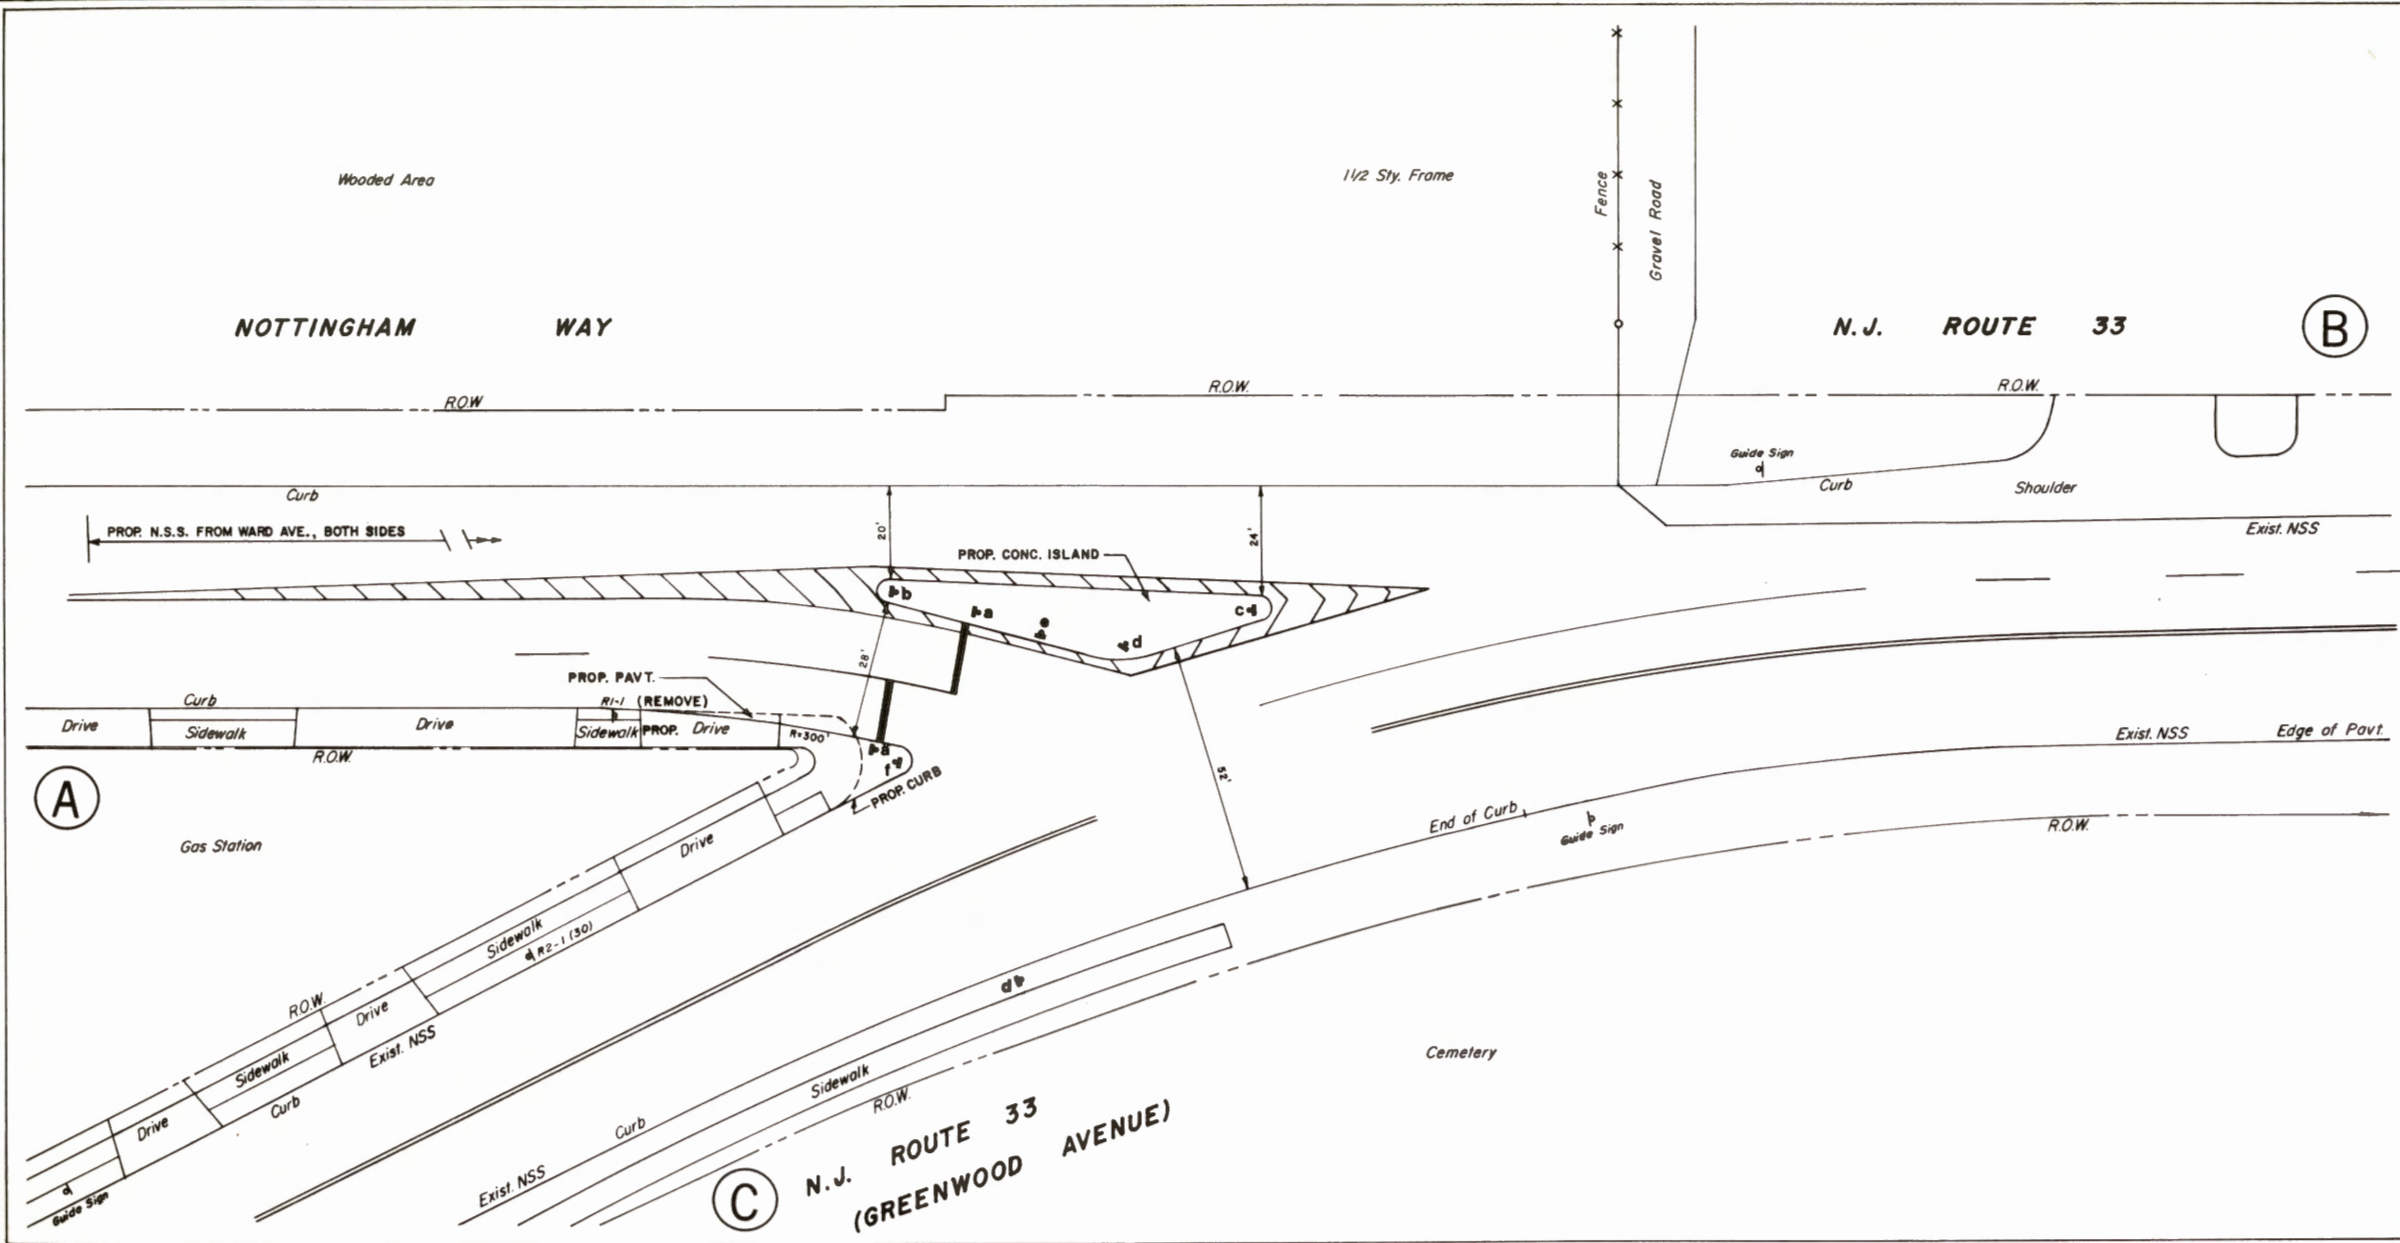 Wooded Area
1 1/2 Sty. Frame
Fence
Gravel Road
NOTTINGHAM WAY
N.J. ROUTE 33
B
R.O.W
R.O.W.
R.O.W.
Guide Sign
Curb
Curb
Shoulder
PROP. N.S.S. FROM WARD AVE., BOTH SIDES
20'
24'
Exist. NSS
PROP. CONC. ISLAND
b
a
c
e
d
28'
PROP. PAVT.
R1-1 (REMOVE)
Curb
Drive
Sidewalk
Drive
Sidewalk
PROP. Drive
R=300'
R.O.W.
a
f
PROP. CURB
52'
Exist. NSS
Edge of Pavt.
A
Gas Station
End of Curb
Guide Sign
R.O.W.
Drive
Sidewalk
R2-1 (30)
R.O.W.
Drive
Exist. NSS
d
Sidewalk
Curb
Cemetery
Drive
Sidewalk
R.O.W.
Curb
Guide Sign
Exist. NSS
C
N.J. ROUTE 33
(GREENWOOD AVENUE)